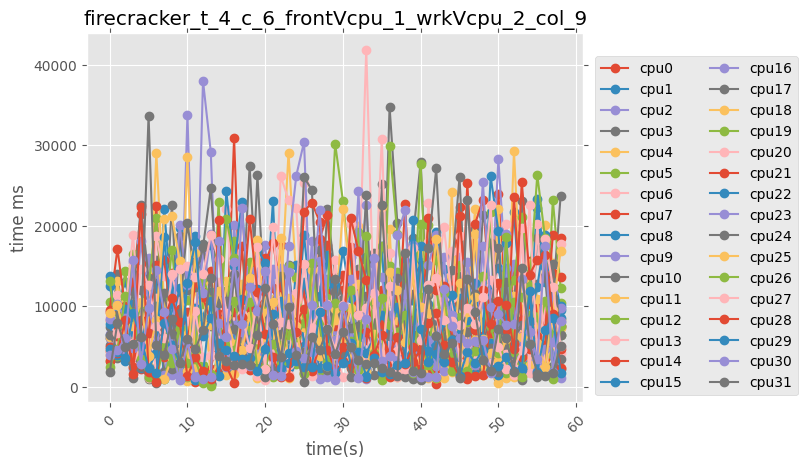 firecracker_t_4_c_6_frontVcpu_1_wrkVcpu_2_col_9
time ms
40000
30000
20000
10000
0
0
10
20
30
40
50
60
time(s)
cpu0
cpu1
cpu2
cpu3
cpu4
cpu5
cpu6
cpu7
cpu8
cpu9
cpu10
cpu11
cpu12
cpu13
cpu14
cpu15
cpu16
cpu17
cpu18
cpu19
cpu20
cpu21
cpu22
cpu23
cpu24
cpu25
cpu26
cpu27
cpu28
cpu29
cpu30
cpu31